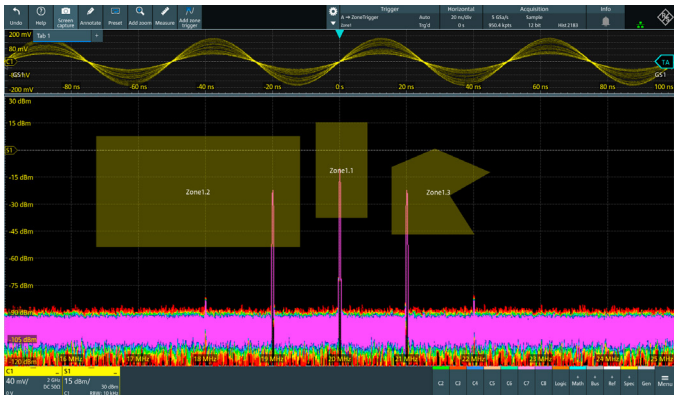 Undo Help Screen capture Annotate Preset Add zoom Measure Add zone trigger
Trigger Horizontal Acquisition Info
A ⇒ ZoneTrigger Auto 20 ns/div 5 GSa/s Sample
Zone1 Trg'd 0 s 950.4 kpts 12 bit Hist 2183
200 mV Tab 1 +
80 mV
C1 TA
GS1
-200 mV -80 ns -60 ns -40 ns -20 ns 0 s 20 ns 40 ns 60 ns 80 ns 100 ns
30 dBm
15 dBm
S1
-15 dBm
Zone1.1
Zone1.2 Zone1.3
-30 dBm
-45 dBm
-60 dBm
-75 dBm
-90 dBm
-105 dBm
-120 dBm 16 MHz 17 MHz 18 MHz 19 MHz 20 MHz 21 MHz 22 MHz 23 MHz 24 MHz 25 MHz
C1 S1
40 mV/ 2 GHz 15 dBm/
DC 50Ω 30 dBm
0 V C1 RBW: 10 kHz
C2 C3 C4 C5 C6 C7 C8 Logic Math Bus Ref Spec Gen Menu